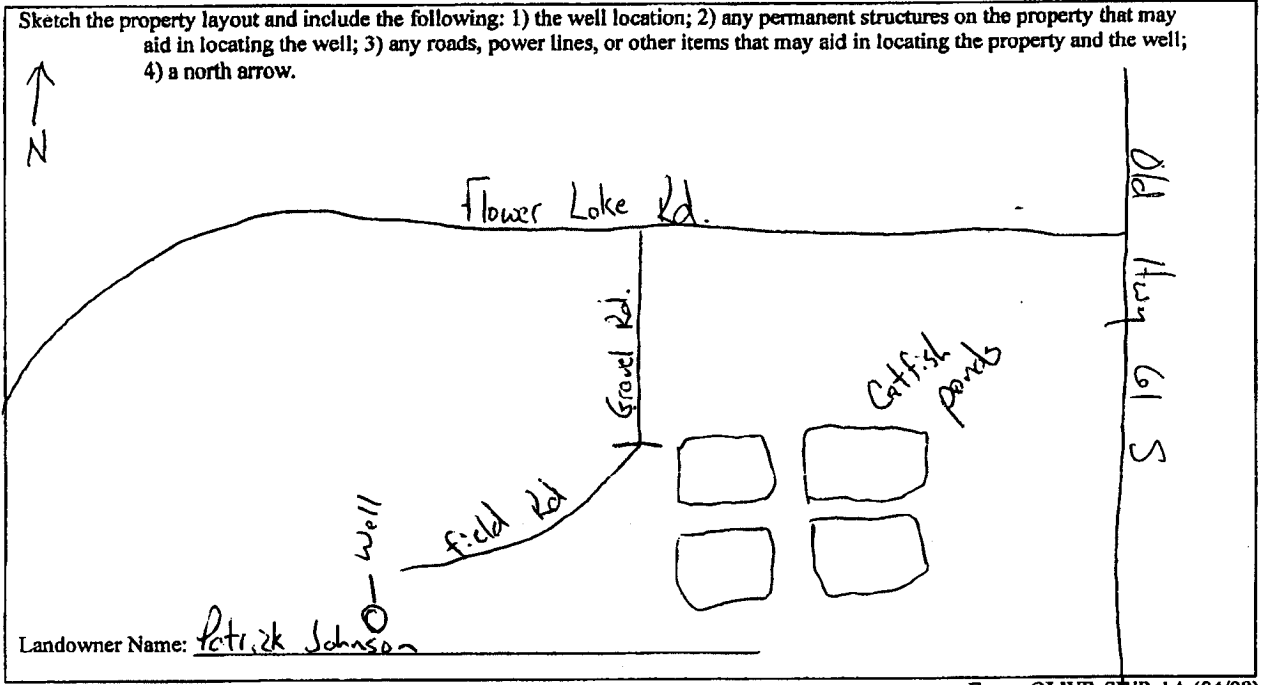 Sketch the property layout and include the following: 1) the well location; 2) any permanent structures on the property that may
aid in locating the well; 3) any roads, power lines, or other items that may aid in locating the property and the well;
4) a north arrow.
N
Flower Lake Rd.
Old Hwy 61 S
Gravel Rd.
Catfish
ponds
field Rd
Well
Landowner Name: Patrick Johnson